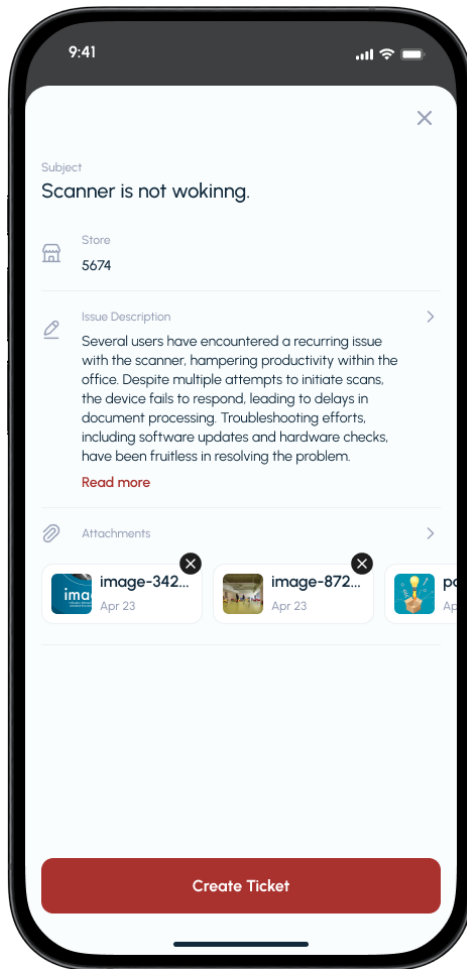 9:41
Subject
Scanner is not wokinng.
Store
5674
Issue Description
Several users have encountered a recurring issue
with the scanner, hampering productivity within the
office. Despite multiple attempts to initiate scans,
the device fails to respond, leading to delays in
document processing. Troubleshooting efforts,
including software updates and hardware checks,
have been fruitless in resolving the problem.
Read more
Attachments
image-342...
Apr 23
image-872...
Apr 23
Ap
Create Ticket